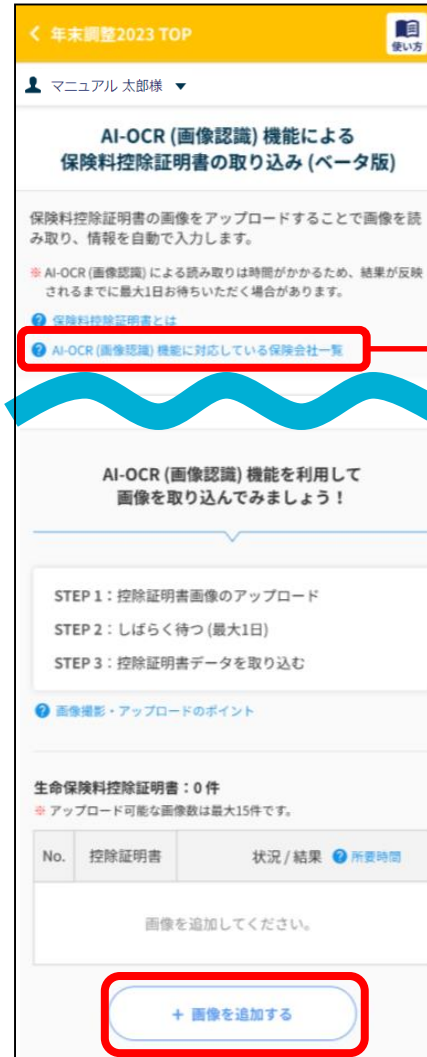 年末調整2023 TOP
使い方
マニュアル 太郎様
AI-OCR (画像認識) 機能による
保険料控除証明書の取り込み (ベータ版)
保険料控除証明書の画像をアップロードすることで画像を読
み取り、情報を自動で入力します。
※ AI-OCR (画像認識) による読み取りは時間がかかるため、結果が反映
されるまでに最大1日お待ちいただく場合があります。
保険料控除証明書とは
AI-OCR (画像認識) 機能に対応している保険会社一覧
AI-OCR (画像認識) 機能を利用して
画像を取り込んでみましょう！
STEP 1：控除証明書画像のアップロード
STEP 2：しばらく待つ (最大1日)
STEP 3：控除証明書データを取り込む
画像撮影・アップロードのポイント
生命保険料控除証明書：0 件
※ アップロード可能な画像数は最大15件です。
No. 控除証明書 状況 / 結果 所要時間
画像を追加してください。
+ 画像を追加する